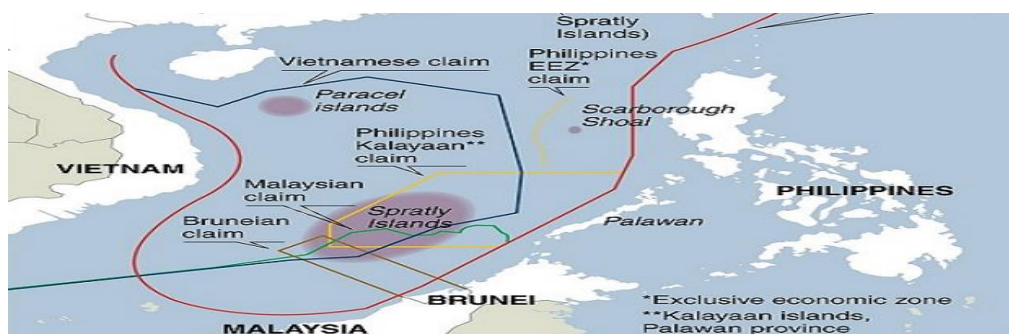 Spratly
Islands)
Philippines
EEZ*
claim
Vietnamese claim
Paracel
islands
Scarborough
Shoal
Philippines
Kalayaan**
claim
VIETNAM
Malaysian
claim
PHILIPPINES
Spratly
Islands
Bruneian
claim
Palawan
BRUNEI
MALAYSIA
*Exclusive economic zone
**Kalayaan islands,
Palawan province